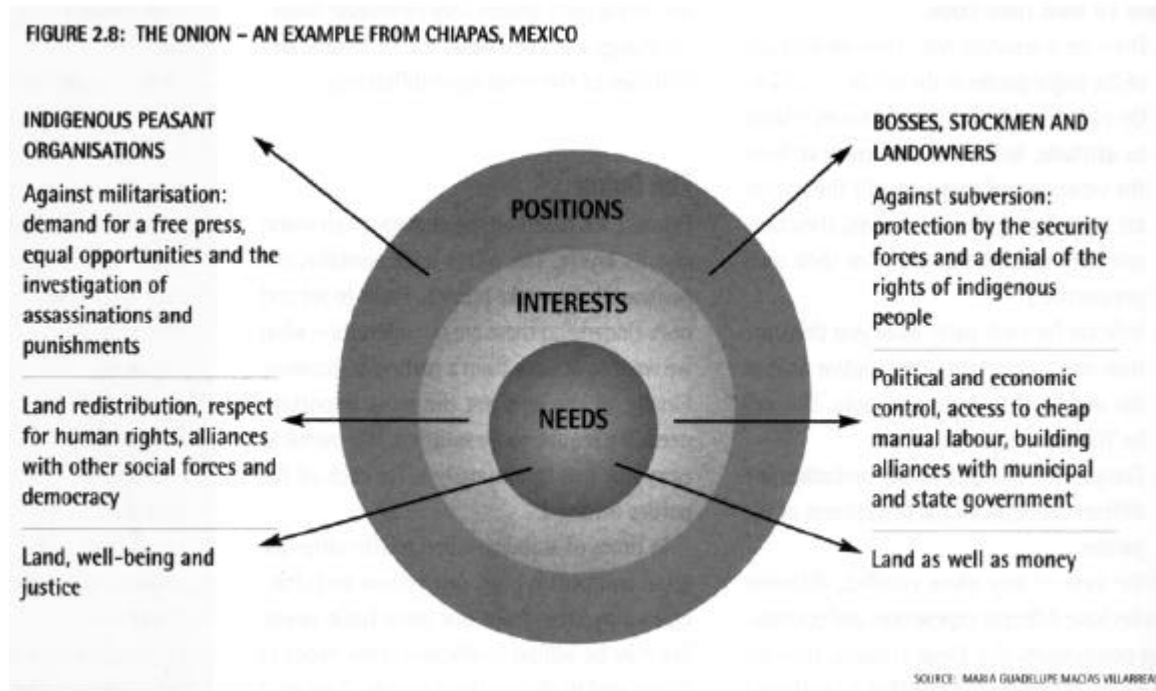 FIGURE 2.8: THE ONION – AN EXAMPLE FROM CHIAPAS, MEXICO
INDIGENOUS PEASANT
ORGANISATIONS
Against militarisation:
demand for a free press,
equal opportunities and the
investigation of
assassinations and
punishments
Land redistribution, respect
for human rights, alliances
with other social forces and
democracy
Land, well-being and
justice
POSITIONS
INTERESTS
NEEDS
BOSSES, STOCKMEN AND
LANDOWNERS
Against subversion:
protection by the security
forces and a denial of the
rights of indigenous
people
Political and economic
control, access to cheap
manual labour, building
alliances with municipal
and state government
Land as well as money
SOURCE: MARIA GUADELUPE MACIAS VILLARREAL